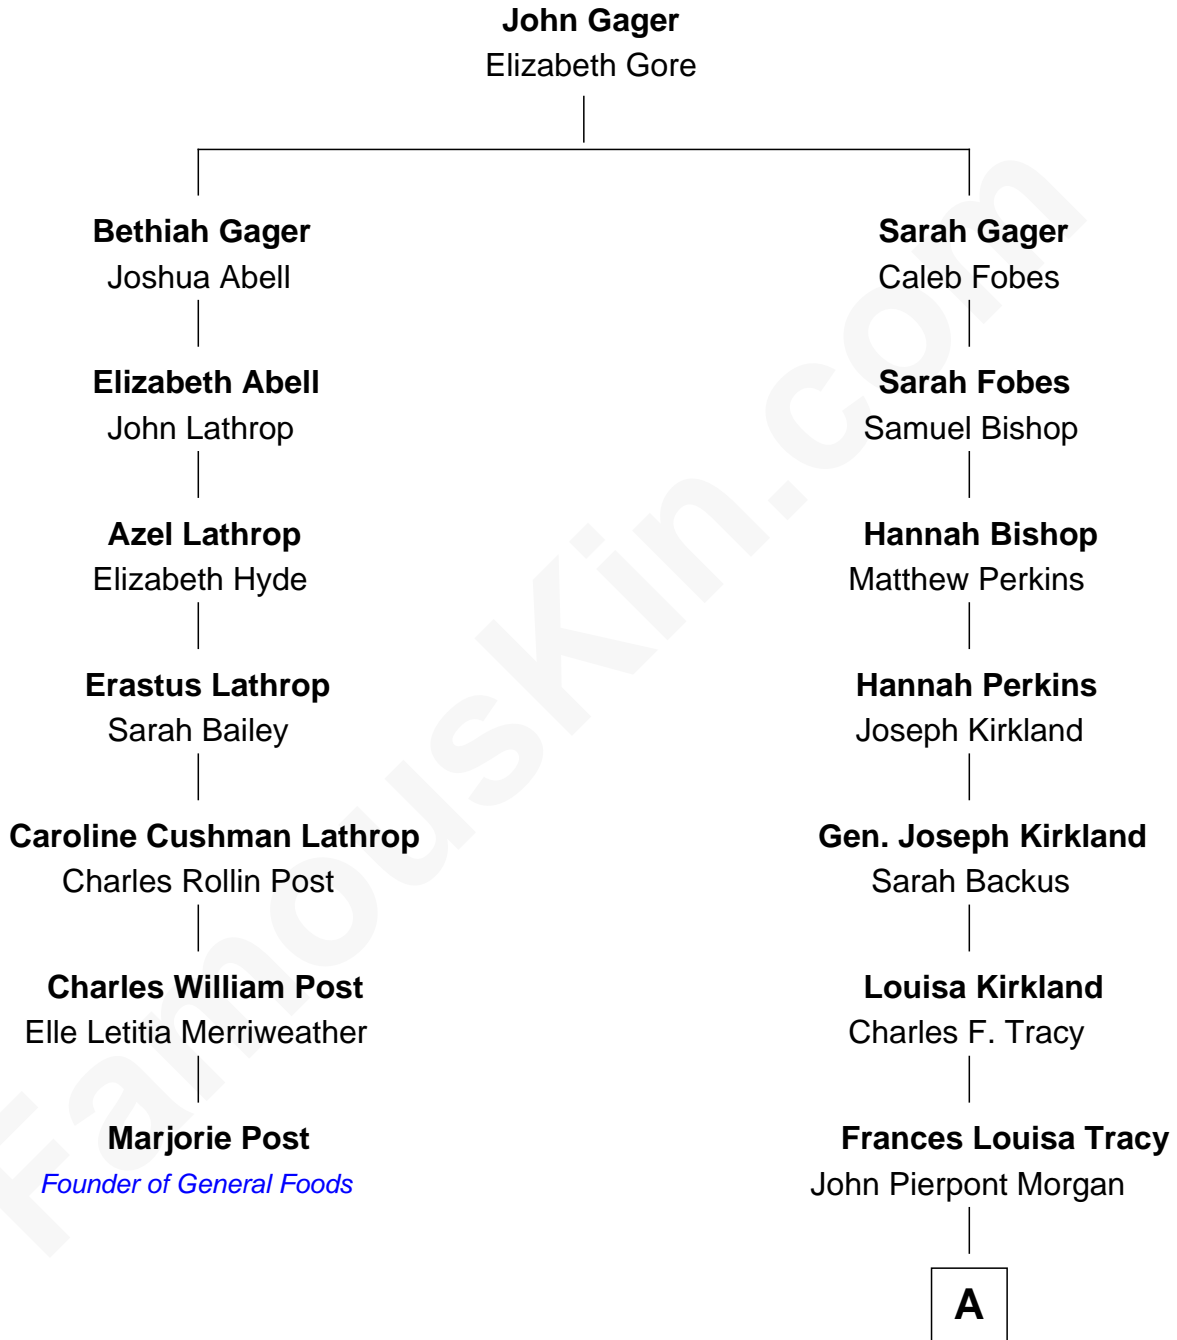 John Gager
Elizabeth Gore
Bethiah Gager
Joshua Abell
Sarah Gager
Caleb Fobes
Elizabeth Abell
John Lathrop
Sarah Fobes
Samuel Bishop
Azel Lathrop
Elizabeth Hyde
Hannah Bishop
Matthew Perkins
Erastus Lathrop
Sarah Bailey
Hannah Perkins
Joseph Kirkland
Caroline Cushman Lathrop
Charles Rollin Post
Gen. Joseph Kirkland
Sarah Backus
Charles William Post
Elle Letitia Merriweather
Louisa Kirkland
Charles F. Tracy
Marjorie Post
Founder of General Foods
Frances Louisa Tracy
John Pierpont Morgan
A
FamousKin.com